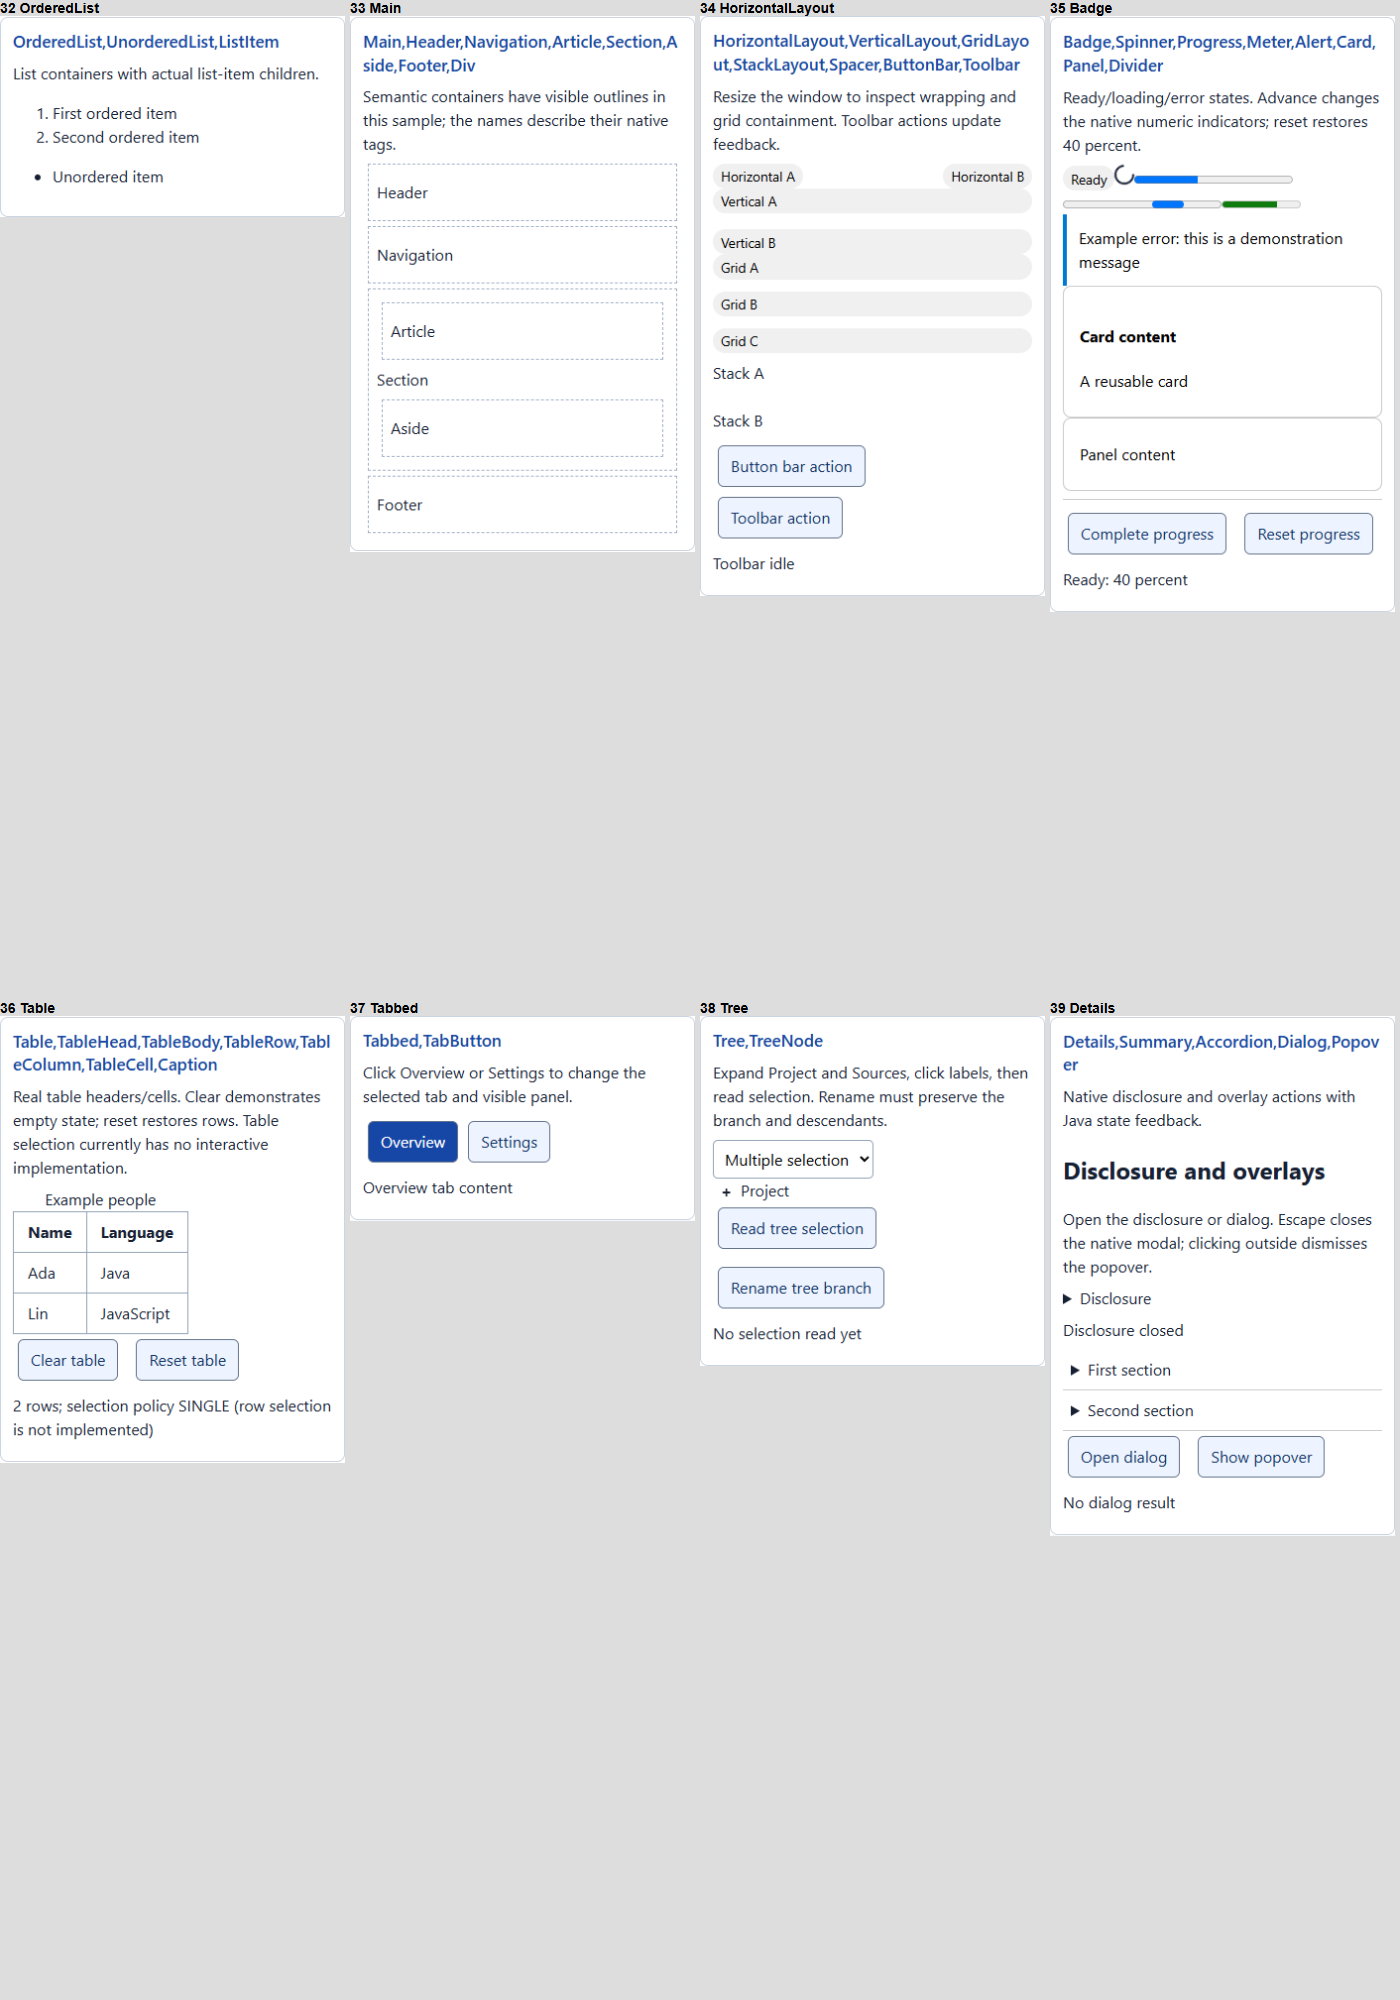 32 OrderedList
OrderedList,UnorderedList,ListItem
List containers with actual list-item children.
1. First ordered item
2. Second ordered item
• Unordered item
33 Main
Main,Header,Navigation,Article,Section,A
side,Footer,Div
Semantic containers have visible outlines in
this sample; the names describe their native
tags.
Header
Navigation
Article
Section
Aside
Footer
34 HorizontalLayout
HorizontalLayout,VerticalLayout,GridLayo
ut,StackLayout,Spacer,ButtonBar,Toolbar
Resize the window to inspect wrapping and
grid containment. Toolbar actions update
feedback.
Horizontal A Horizontal B
Vertical A
Vertical B
Grid A
Grid B
Grid C
Stack A
Stack B
Button bar action
Toolbar action
Toolbar idle
35 Badge
Badge,Spinner,Progress,Meter,Alert,Card,
Panel,Divider
Ready/loading/error states. Advance changes
the native numeric indicators; reset restores
40 percent.
Ready
Example error: this is a demonstration
message
Card content
A reusable card
Panel content
Complete progress Reset progress
Ready: 40 percent
36 Table
Table,TableHead,TableBody,TableRow,Tabl
eColumn,TableCell,Caption
Real table headers/cells. Clear demonstrates
empty state; reset restores rows. Table
selection currently has no interactive
implementation.
Example people
Name Language
Ada Java
Lin JavaScript
Clear table Reset table
2 rows; selection policy SINGLE (row selection
is not implemented)
37 Tabbed
Tabbed,TabButton
Click Overview or Settings to change the
selected tab and visible panel.
Overview Settings
Overview tab content
38 Tree
Tree,TreeNode
Expand Project and Sources, click labels, then
read selection. Rename must preserve the
branch and descendants.
Multiple selection
+ Project
Read tree selection
Rename tree branch
No selection read yet
39 Details
Details,Summary,Accordion,Dialog,Popov
er
Native disclosure and overlay actions with
Java state feedback.
Disclosure and overlays
Open the disclosure or dialog. Escape closes
the native modal; clicking outside dismisses
the popover.
Disclosure
Disclosure closed
First section
Second section
Open dialog Show popover
No dialog result